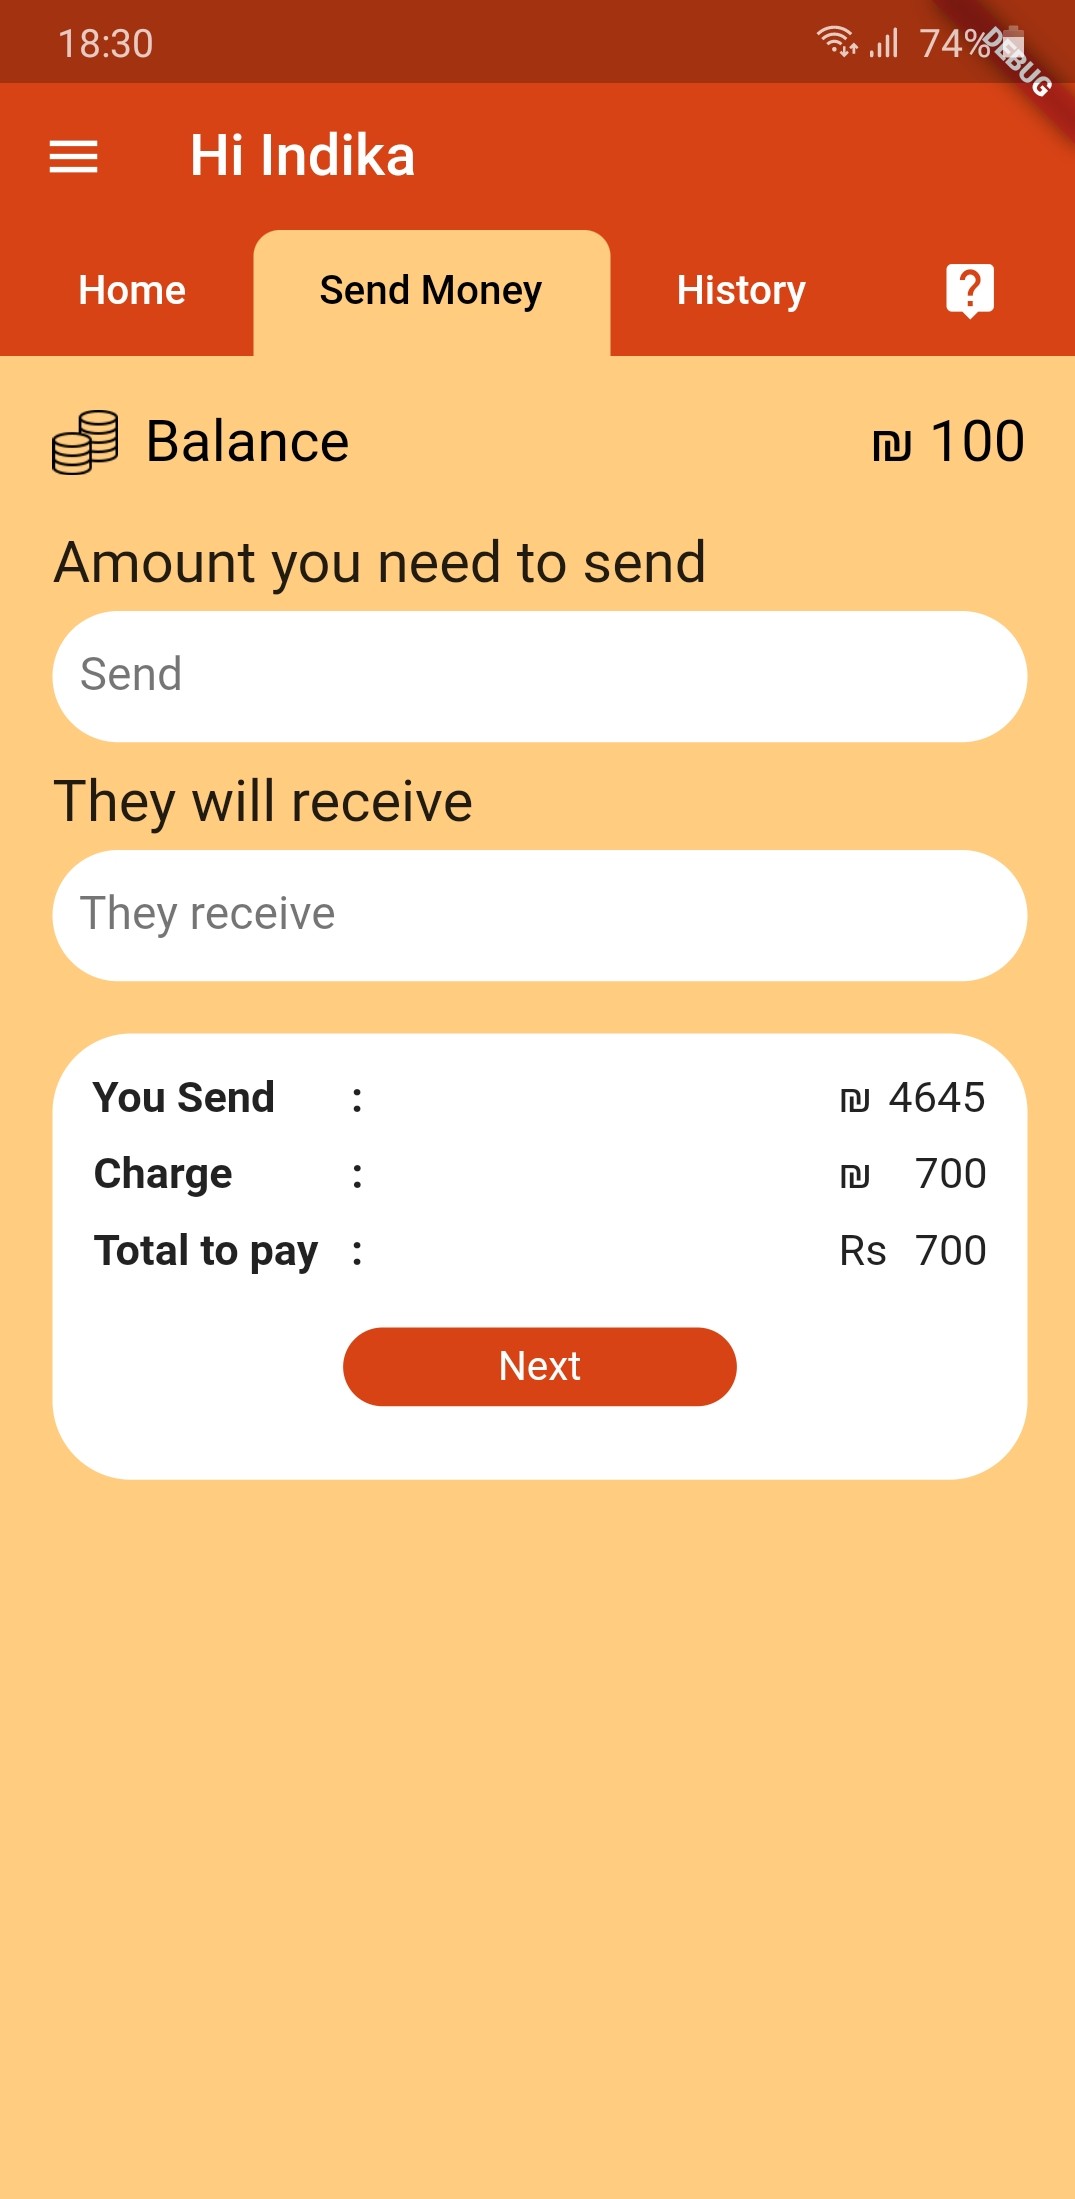 18:30 74%
DEBUG
Hi Indika
Home Send Money History ?
Balance ₪ 100
Amount you need to send
Send
They will receive
They receive
You Send : ₪ 4645
Charge : ₪ 700
Total to pay : Rs 700
Next